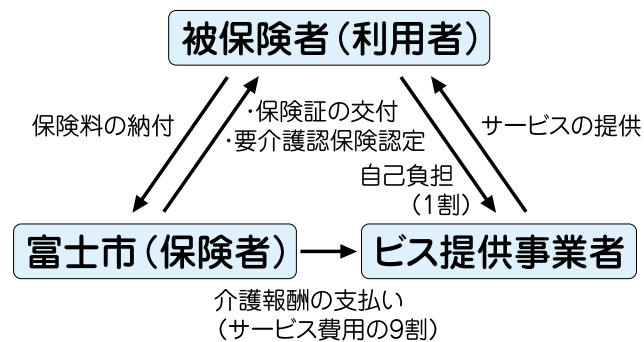 被保険者（利用者）
保険料の納付
・保険証の交付
・要介護認保険認定
サービスの提供
自己負担
（1割）
富士市（保険者）
ビス提供事業者
介護報酬の支払い
（サービス費用の9割）